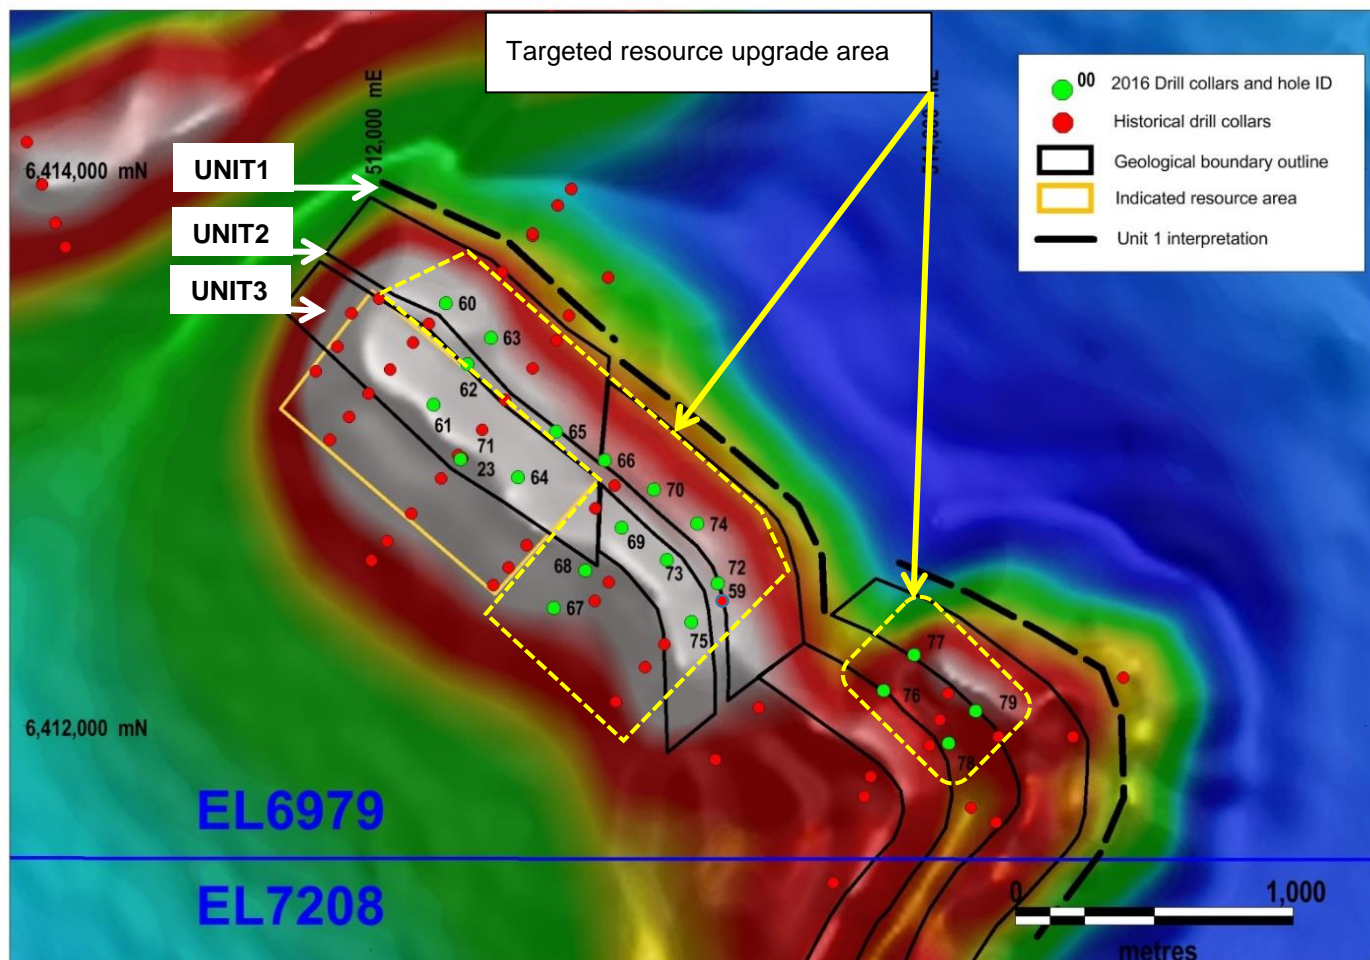 Targeted resource upgrade area
512,000 mE
514,000 mE
00 2016 Drill collars and hole ID
Historical drill collars
Geological boundary outline
Indicated resource area
Unit 1 interpretation
6,414,000 mN
UNIT1
UNIT2
UNIT3
60
63
62
61
65
71
23
64
66
70
74
69
68
73
72
59
67
75
77
76
79
78
6,412,000 mN
EL6979
EL7208
0 1,000
metres